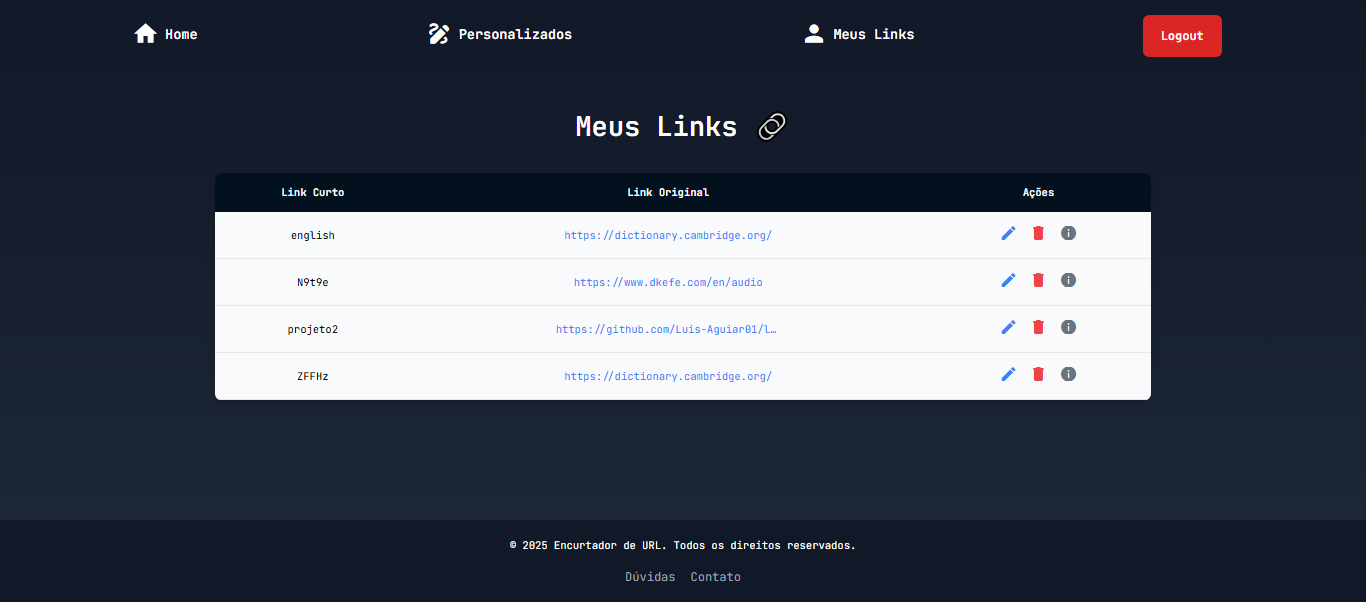 Home Personalizados Meus Links Logout
Meus Links
Link Curto Link Original Ações
english https://dictionary.cambridge.org/
N9t9e https://www.dkefe.com/en/audio
projeto2 https://github.com/Luis-Aguiar01/l…
ZFFHz https://dictionary.cambridge.org/
© 2025 Encurtador de URL. Todos os direitos reservados.
Dúvidas Contato